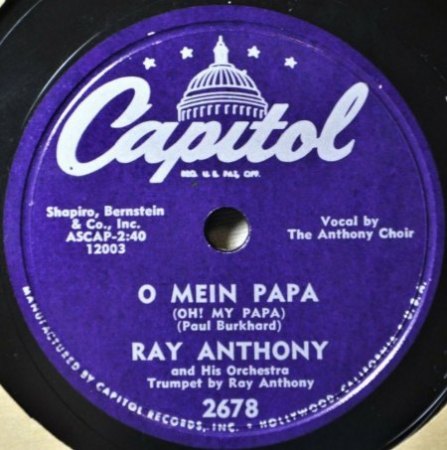 Capitol
REG. U.S. PAT. OFF.
Shapiro, Bernstein
& Co., Inc.
ASCAP-2:40
12003
Vocal by
The Anthony Choir
O MEIN PAPA
(OH! MY PAPA)
(Paul Burkhard)
RAY ANTHONY
and His Orchestra
Trumpet by Ray Anthony
2678
MANUFACTURED BY CAPITOL RECORDS, INC. • HOLLYWOOD, CALIFORNIA • U.S.A.